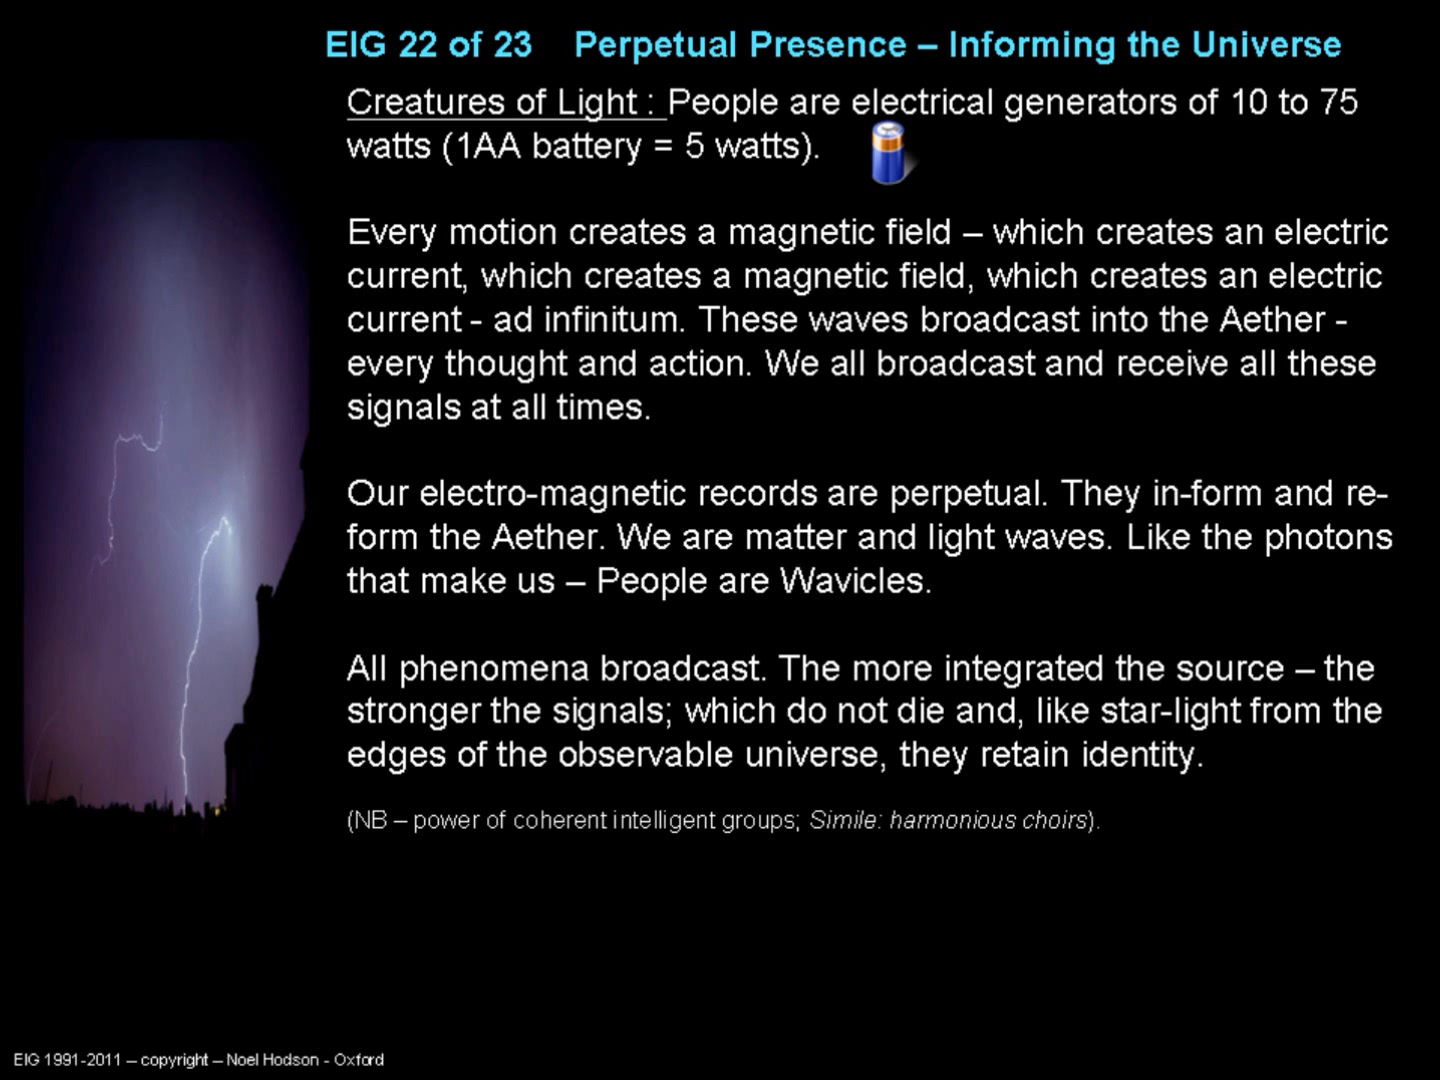 EIG 22 of 23 Perpetual Presence – Informing the Universe
Creatures of Light : People are electrical generators of 10 to 75
watts (1AA battery = 5 watts).
Every motion creates a magnetic field – which creates an electric
current, which creates a magnetic field, which creates an electric
current - ad infinitum. These waves broadcast into the Aether -
every thought and action. We all broadcast and receive all these
signals at all times.
Our electro-magnetic records are perpetual. They in-form and re-
form the Aether. We are matter and light waves. Like the photons
that make us – People are Wavicles.
All phenomena broadcast. The more integrated the source – the
stronger the signals; which do not die and, like star-light from the
edges of the observable universe, they retain identity.
(NB – power of coherent intelligent groups; Simile: harmonious choirs).
EIG 1991-2011 – copyright – Noel Hodson - Oxford